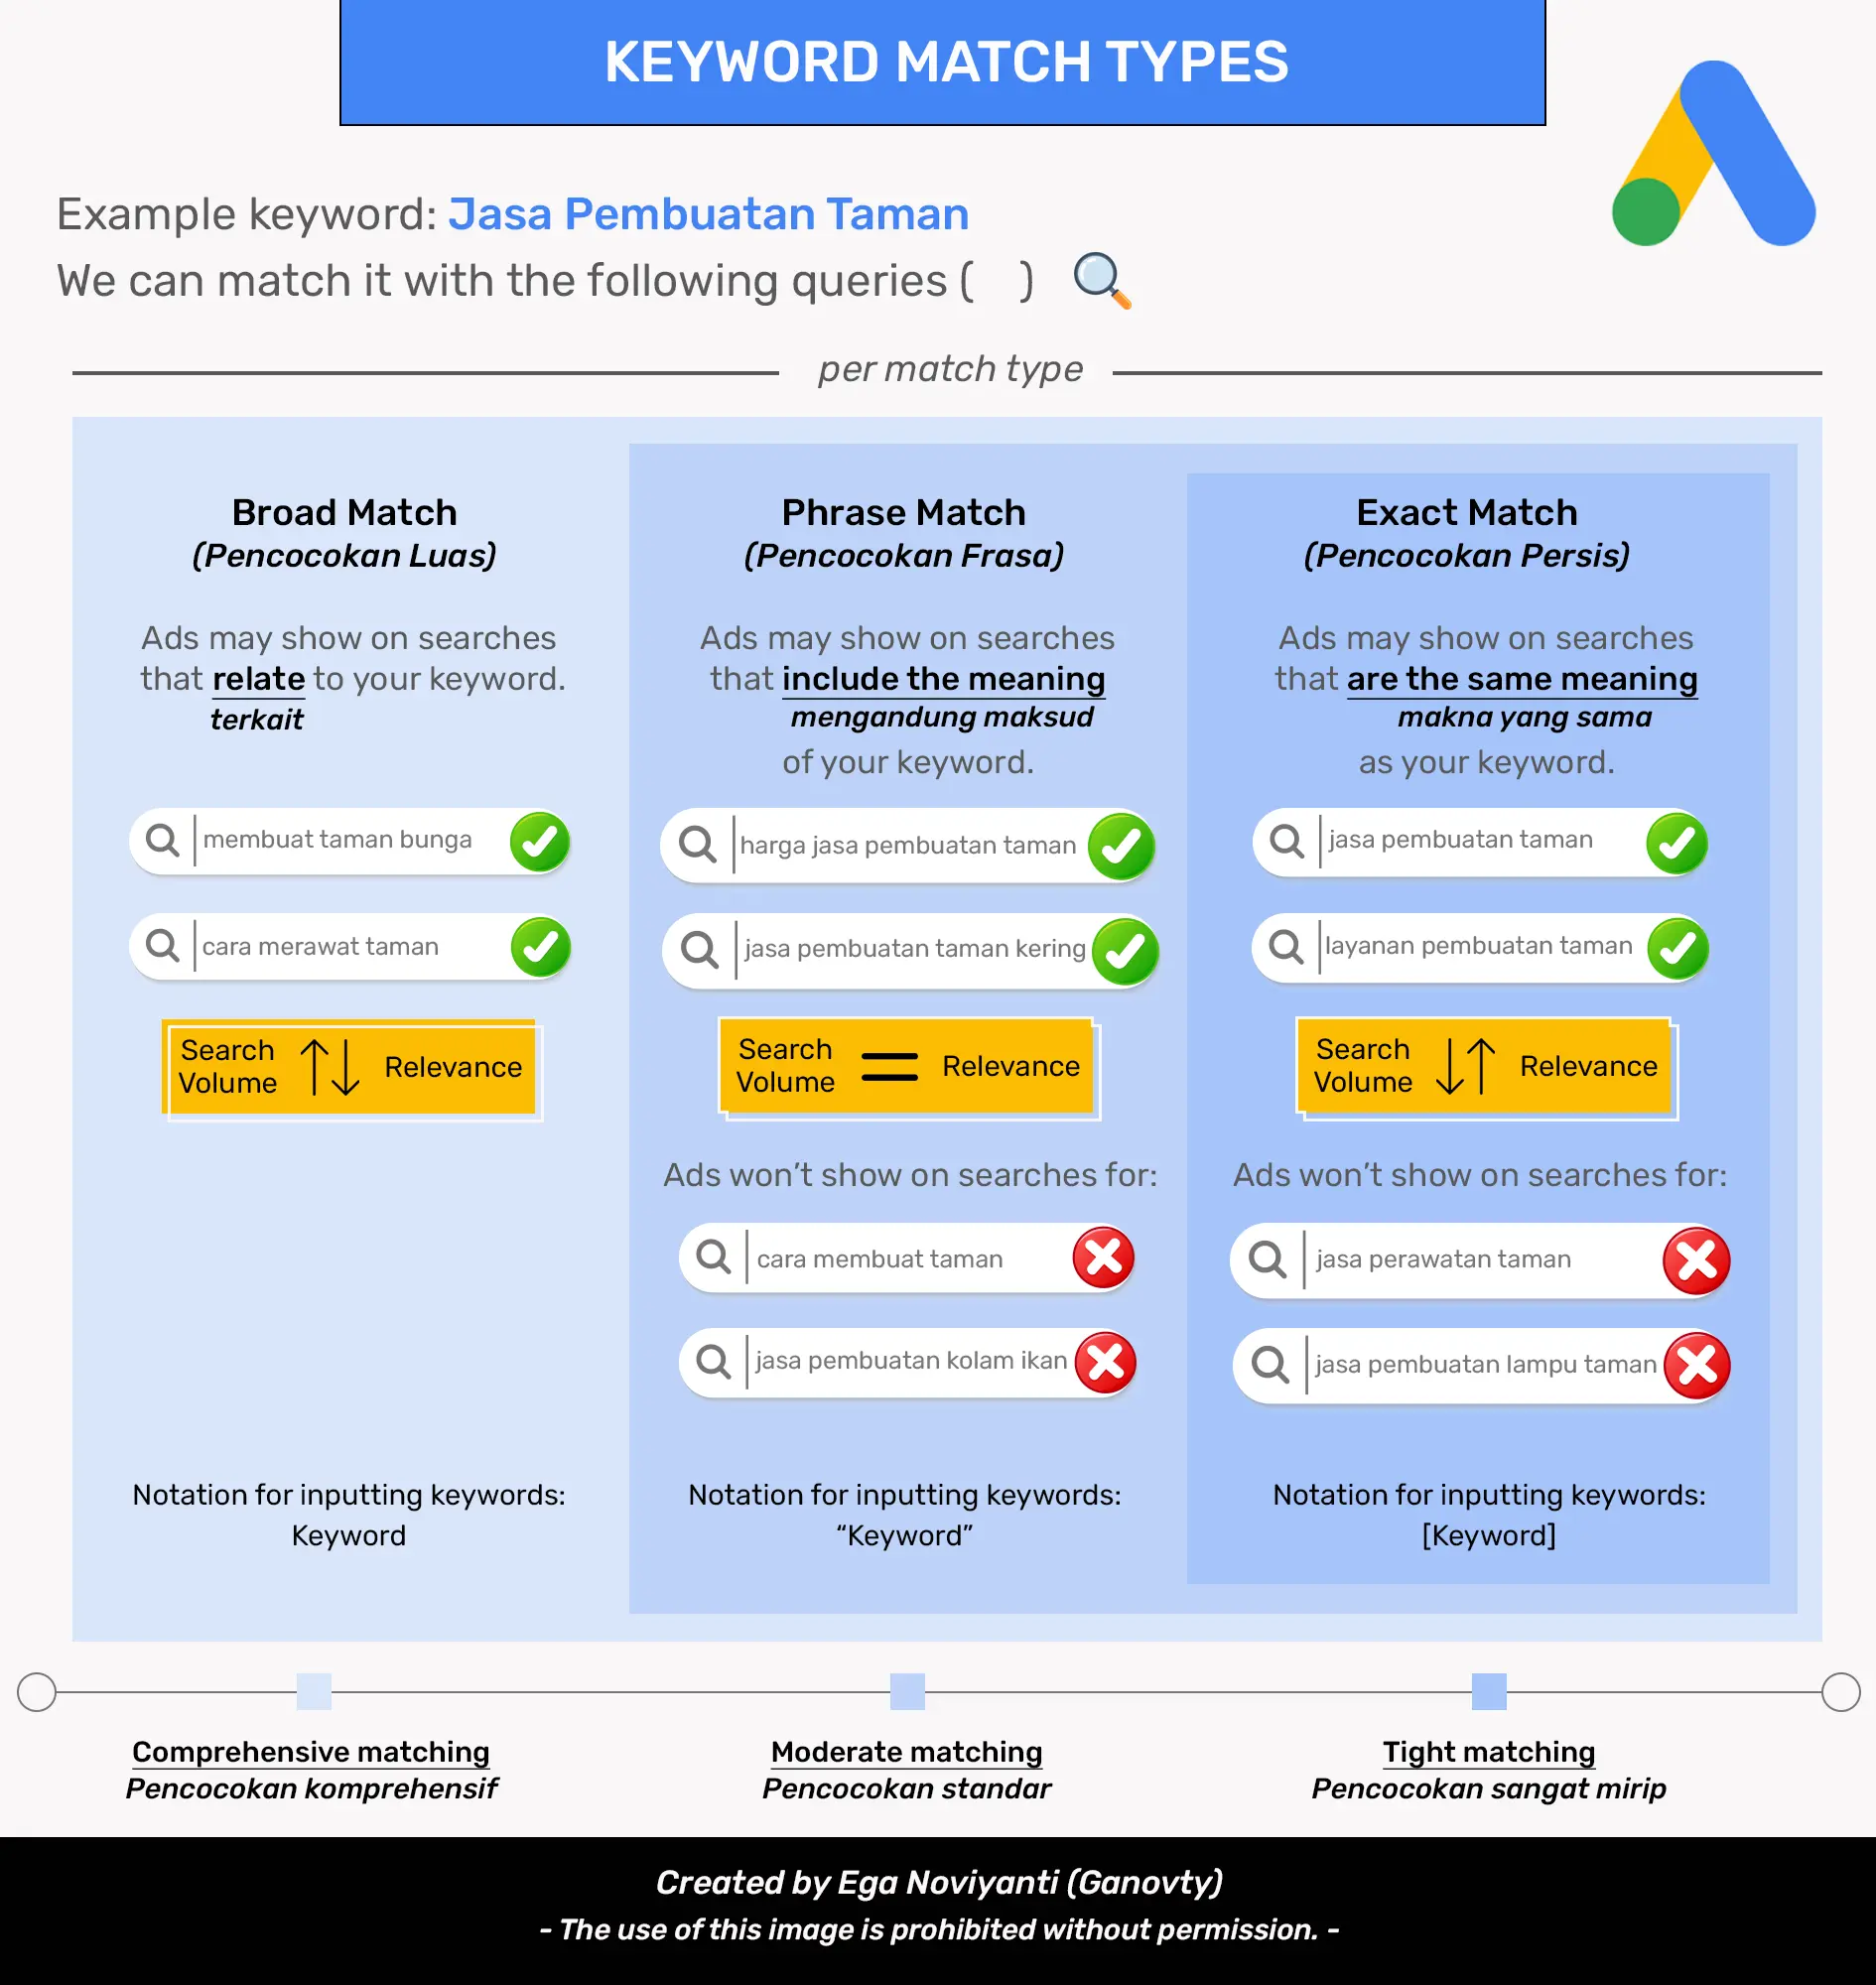 KEYWORD MATCH TYPES
Example keyword: Jasa Pembuatan Taman
We can match it with the following queries ( )
per match type
Broad Match
(Pencocokan Luas)
Ads may show on searches
that relate to your keyword.
terkait
membuat taman bunga
cara merawat taman
Search
Volume
Relevance
Notation for inputting keywords:
Keyword
Phrase Match
(Pencocokan Frasa)
Ads may show on searches
that include the meaning
mengandung maksud
of your keyword.
harga jasa pembuatan taman
jasa pembuatan taman kering
Search
Volume
Relevance
Ads won’t show on searches for:
cara membuat taman
jasa pembuatan kolam ikan
Notation for inputting keywords:
“Keyword”
Exact Match
(Pencocokan Persis)
Ads may show on searches
that are the same meaning
makna yang sama
as your keyword.
jasa pembuatan taman
layanan pembuatan taman
Search
Volume
Relevance
Ads won’t show on searches for:
jasa perawatan taman
jasa pembuatan lampu taman
Notation for inputting keywords:
[Keyword]
Comprehensive matching
Pencocokan komprehensif
Moderate matching
Pencocokan standar
Tight matching
Pencocokan sangat mirip
Created by Ega Noviyanti (Ganovty)
- The use of this image is prohibited without permission. -